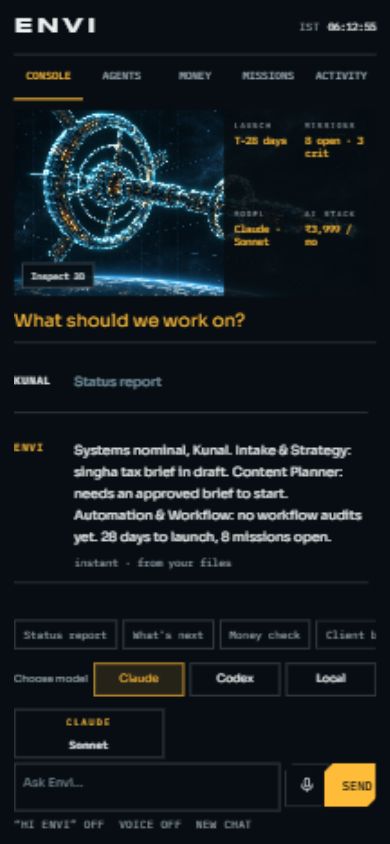 ENVI
IST 06:12:55
CONSOLE AGENTS MONEY MISSIONS ACTIVITY
LAUNCH
T-28 days
MISSIONS
8 open · 3
crit
MODEL
Claude ·
Sonnet
AI STACK
₹3,999 /
mo
Inspect 3D
What should we work on?
KUNAL
Status report
ENVI
Systems nominal, Kunal. Intake & Strategy:
singha tax brief in draft. Content Planner:
needs an approved brief to start.
Automation & Workflow: no workflow audits
yet. 28 days to launch, 8 missions open.
instant · from your files
Status report What's next Money check Client b
Choose model Claude Codex Local
CLAUDE
Sonnet
Ask Envi...
SEND
"HI ENVI" OFF VOICE OFF NEW CHAT